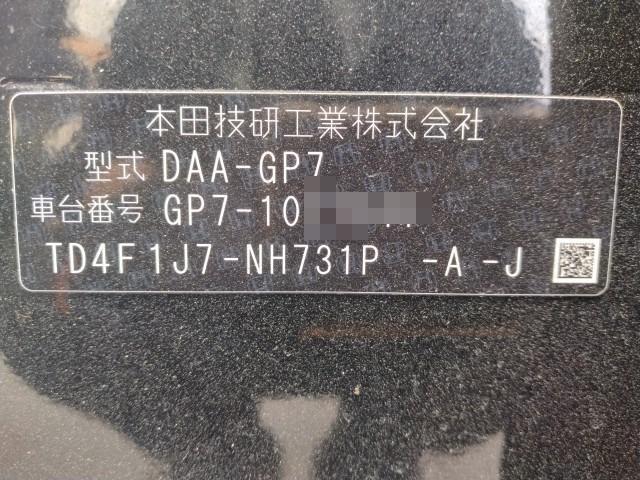 本田技研工業株式会社
型式 DAA-GP7
車台番号 GP7-10
TD4F1J7-NH731P -A -J